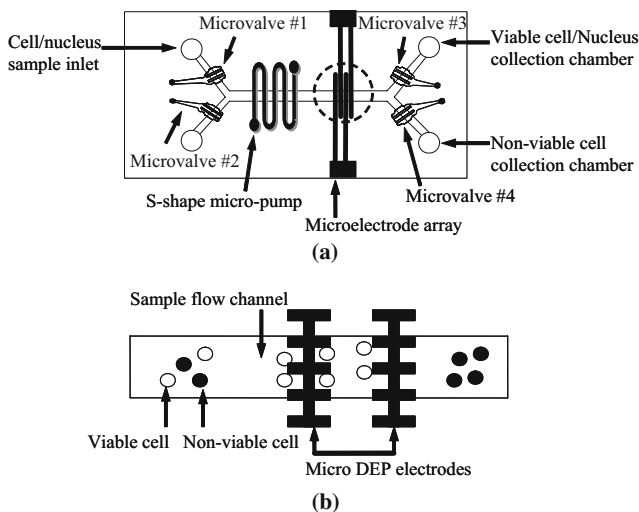 Microvalve #1
Microvalve #3
Cell/nucleus
sample inlet
Viable cell/Nucleus
collection chamber
Microvalve #2
Non-viable cell
collection chamber
S-shape micro-pump
Microvalve #4
Microelectrode array
(a)
Sample flow channel
Viable cell
Non-viable cell
Micro DEP electrodes
(b)